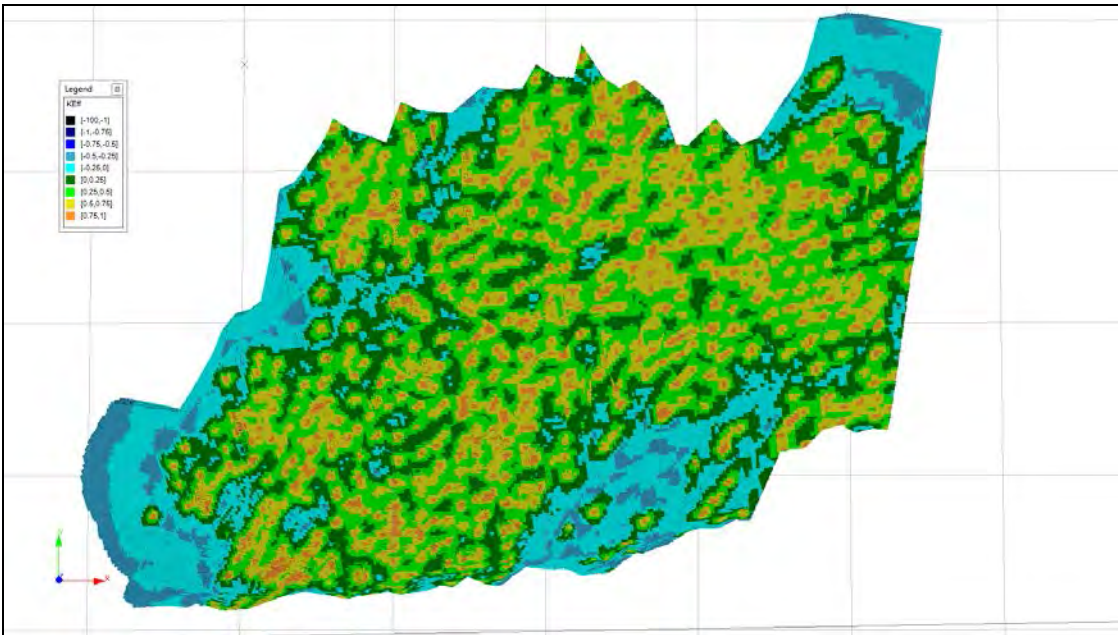 Legend
KEff
[-100,-1]
[-1,-0.75]
[-0.75,-0.5]
[-0.5,-0.25]
[-0.25,0]
[0,0.25]
[0.25,0.5]
[0.5,0.75]
[0.75,1]
Y
X